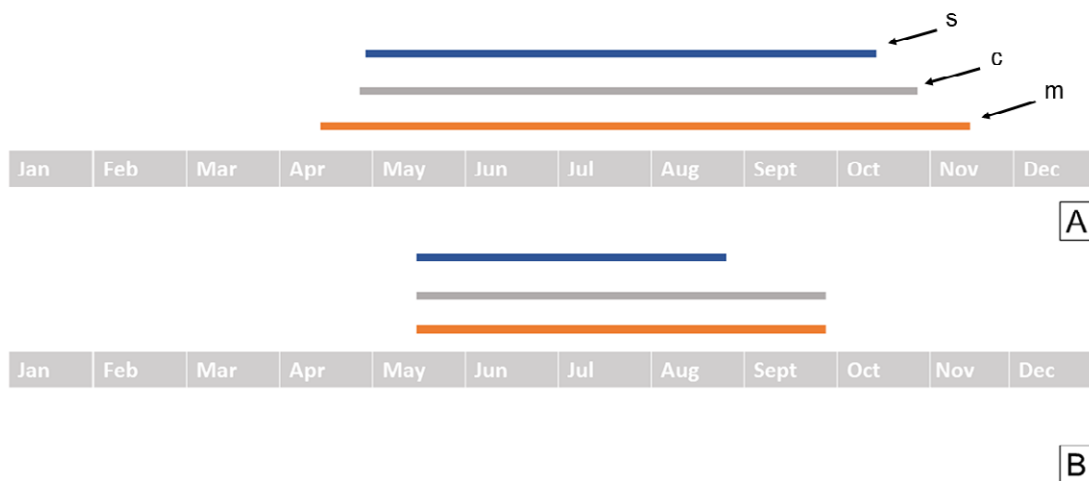 s
c
m
Jan Feb Mar Apr May Jun Jul Aug Sept Oct Nov Dec
A
Jan Feb Mar Apr May Jun Jul Aug Sept Oct Nov Dec
B